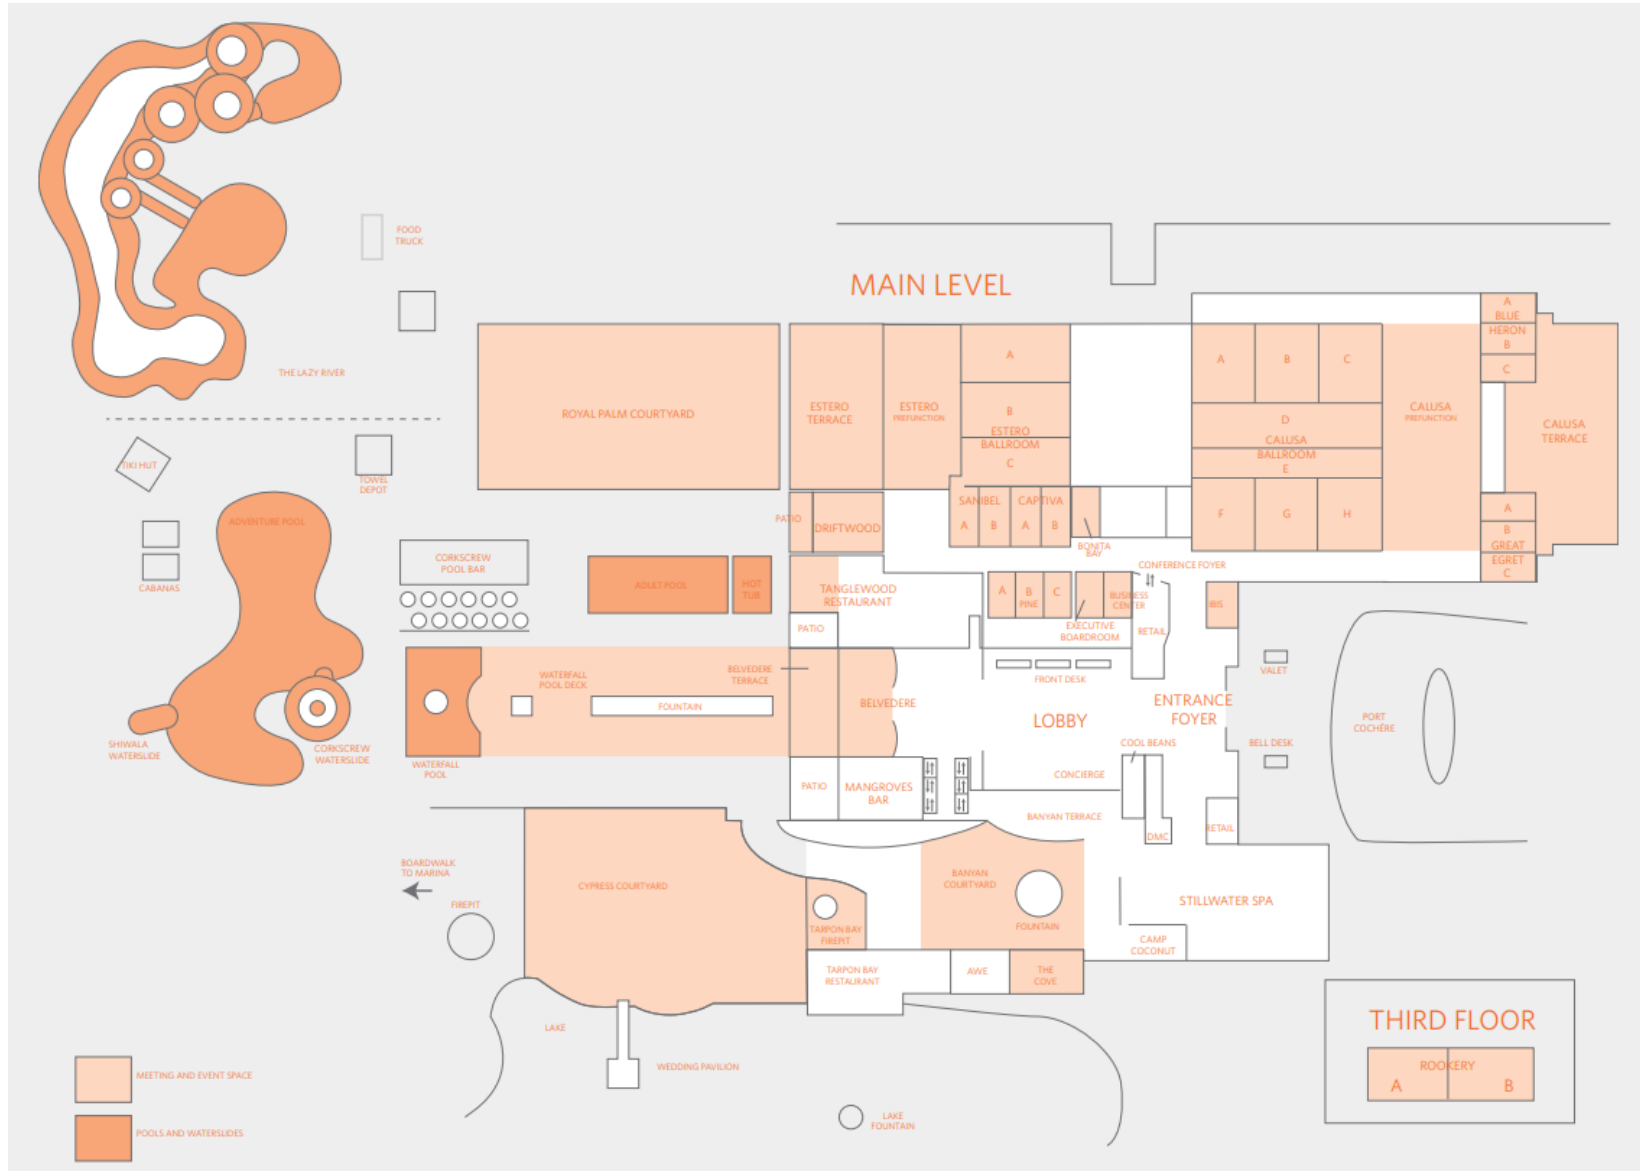 FOOD
TRUCK
MAIN LEVEL
THE LAZY RIVER
ROYAL PALM COURTYARD
ESTERO
TERRACE
ESTERO
PREFUNCTION
A
B
ESTERO
BALLROOM
C
A
B
C
D
CALUSA
BALLROOM
E
F
G
H
CALUSA
PREFUNCTION
A
BLUE
HERON
B
C
CALUSA
TERRACE
A
B
GREAT
EGRET
C
TIKI HUT
TOWEL
DEPOT
ADVENTURE POOL
CABANAS
CORKSCREW
POOL BAR
PATIO
DRIFTWOOD
SANIBEL
A
B
CAPTIVA
A
B
BONITA
BAY
CONFERENCE FOYER
ADULT POOL
HOT
TUB
TANGLEWOOD
RESTAURANT
PATIO
A
B
C
PINE
BUSINESS
CENTER
EXECUTIVE
BOARDROOM
RETAIL
IBIS
WATERFALL
POOL DECK
BELVEDERE
TERRACE
FOUNTAIN
BELVEDERE
FRONT DESK
LOBBY
ENTRANCE
FOYER
VALET
PORT
COCHÈRE
BELL DESK
SHIWALA
WATERSLIDE
CORKSCREW
WATERSLIDE
WATERFALL
POOL
PATIO
MANGROVES
BAR
COOL BEANS
CONCIERGE
BANYAN TERRACE
DMC
RETAIL
BOARDWALK
TO MARINA
FIREPIT
CYPRESS COURTYARD
TARPON BAY
FIREPIT
BANYAN
COURTYARD
FOUNTAIN
STILLWATER SPA
CAMP
COCONUT
TARPON BAY
RESTAURANT
AWE
THE
COVE
LAKE
WEDDING PAVILION
LAKE
FOUNTAIN
THIRD FLOOR
ROOKERY
A
B
MEETING AND EVENT SPACE
POOLS AND WATERSLIDES